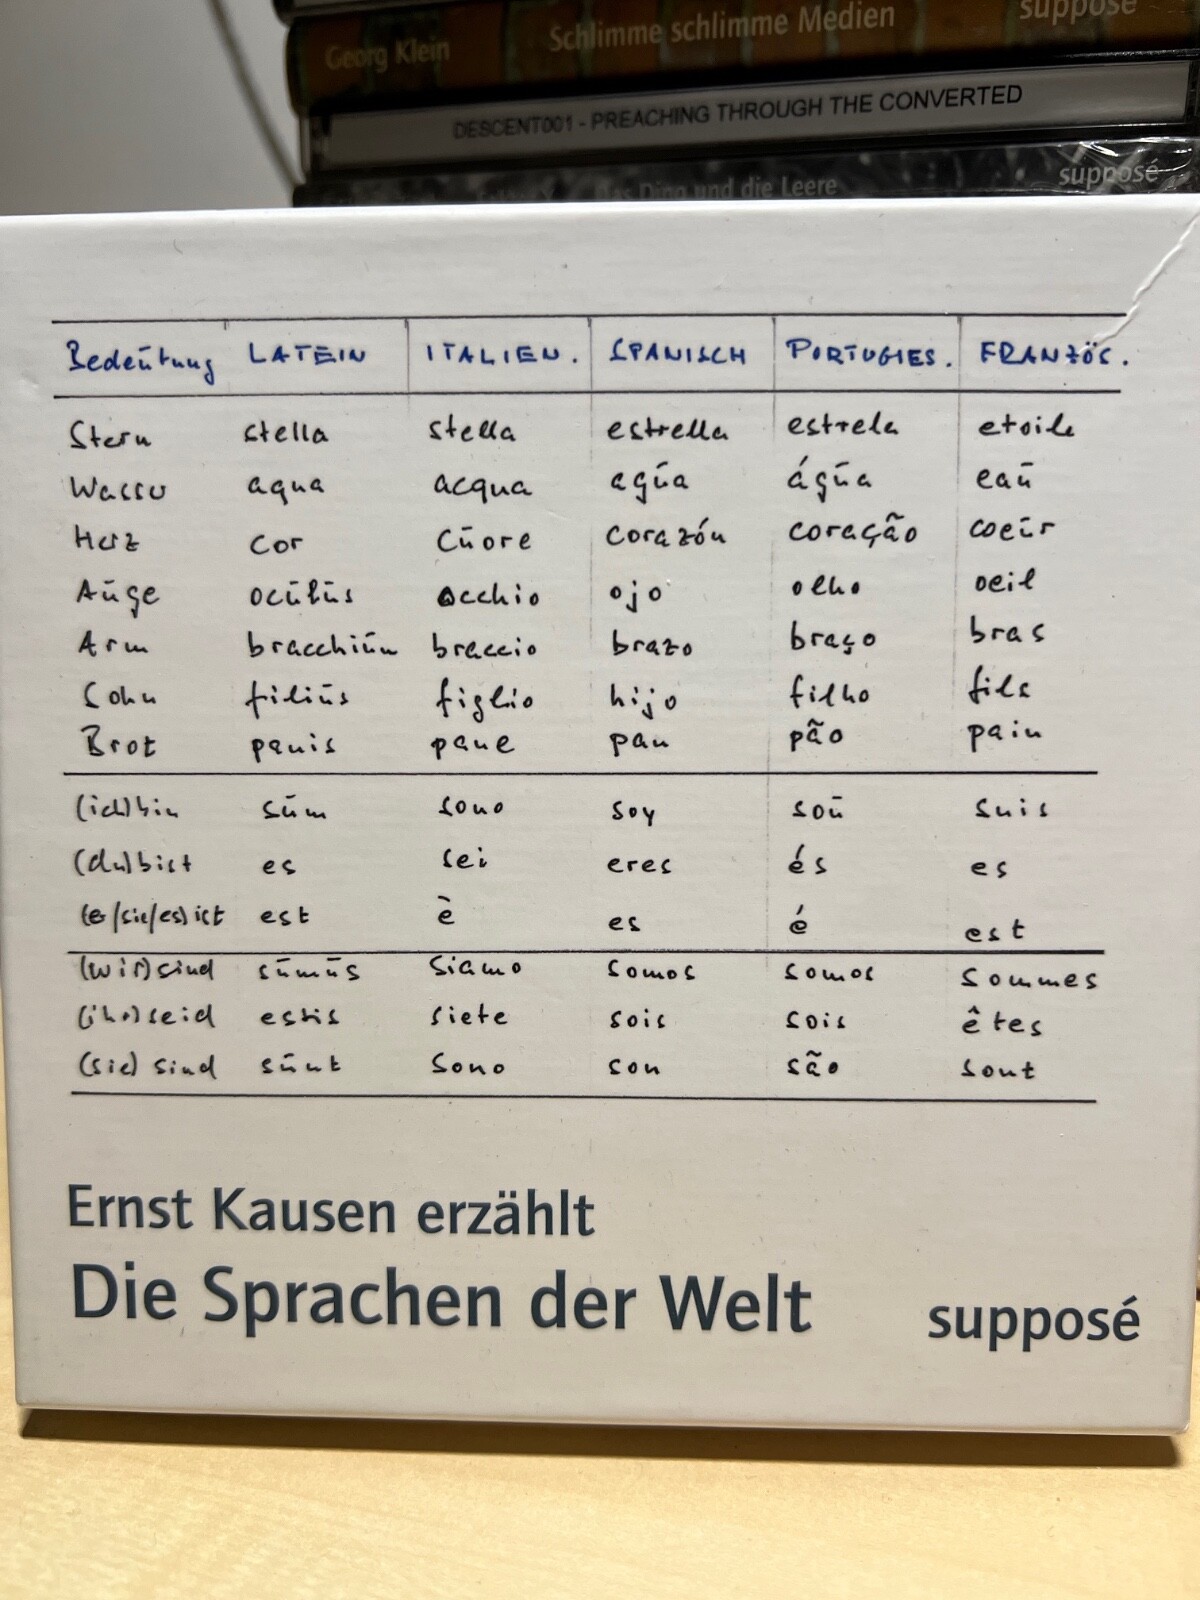 Georg Klein Schlimme schlimme Medien supposé
DESCENT001 - PREACHING THROUGH THE CONVERTED
Das Ding und die Leere supposé
Bedeutung LATEIN ITALIEN. SPANISCH PORTUGIES. FRANZÖS.
Stern stella stella estrella estrela etoile
Wasser aqua acqua agua água eau
Herz cor cuore corazón coração coeur
Auge oculus occhio ojo olho oeil
Arm bracchium braccio brazo braço bras
Sohn filius figlio hijo filho fils
Brot panis pane pan pão pain
(ich) bin sum sono soy sou suis
(du) bist es sei eres és es
(er/sie/es) ist est è es é est
(wir) sind sumus siamo somos somos sommes
(ihr) seid estis siete sois sois êtes
(sie) sind sunt sono son são sont
Ernst Kausen erzählt
Die Sprachen der Welt supposé